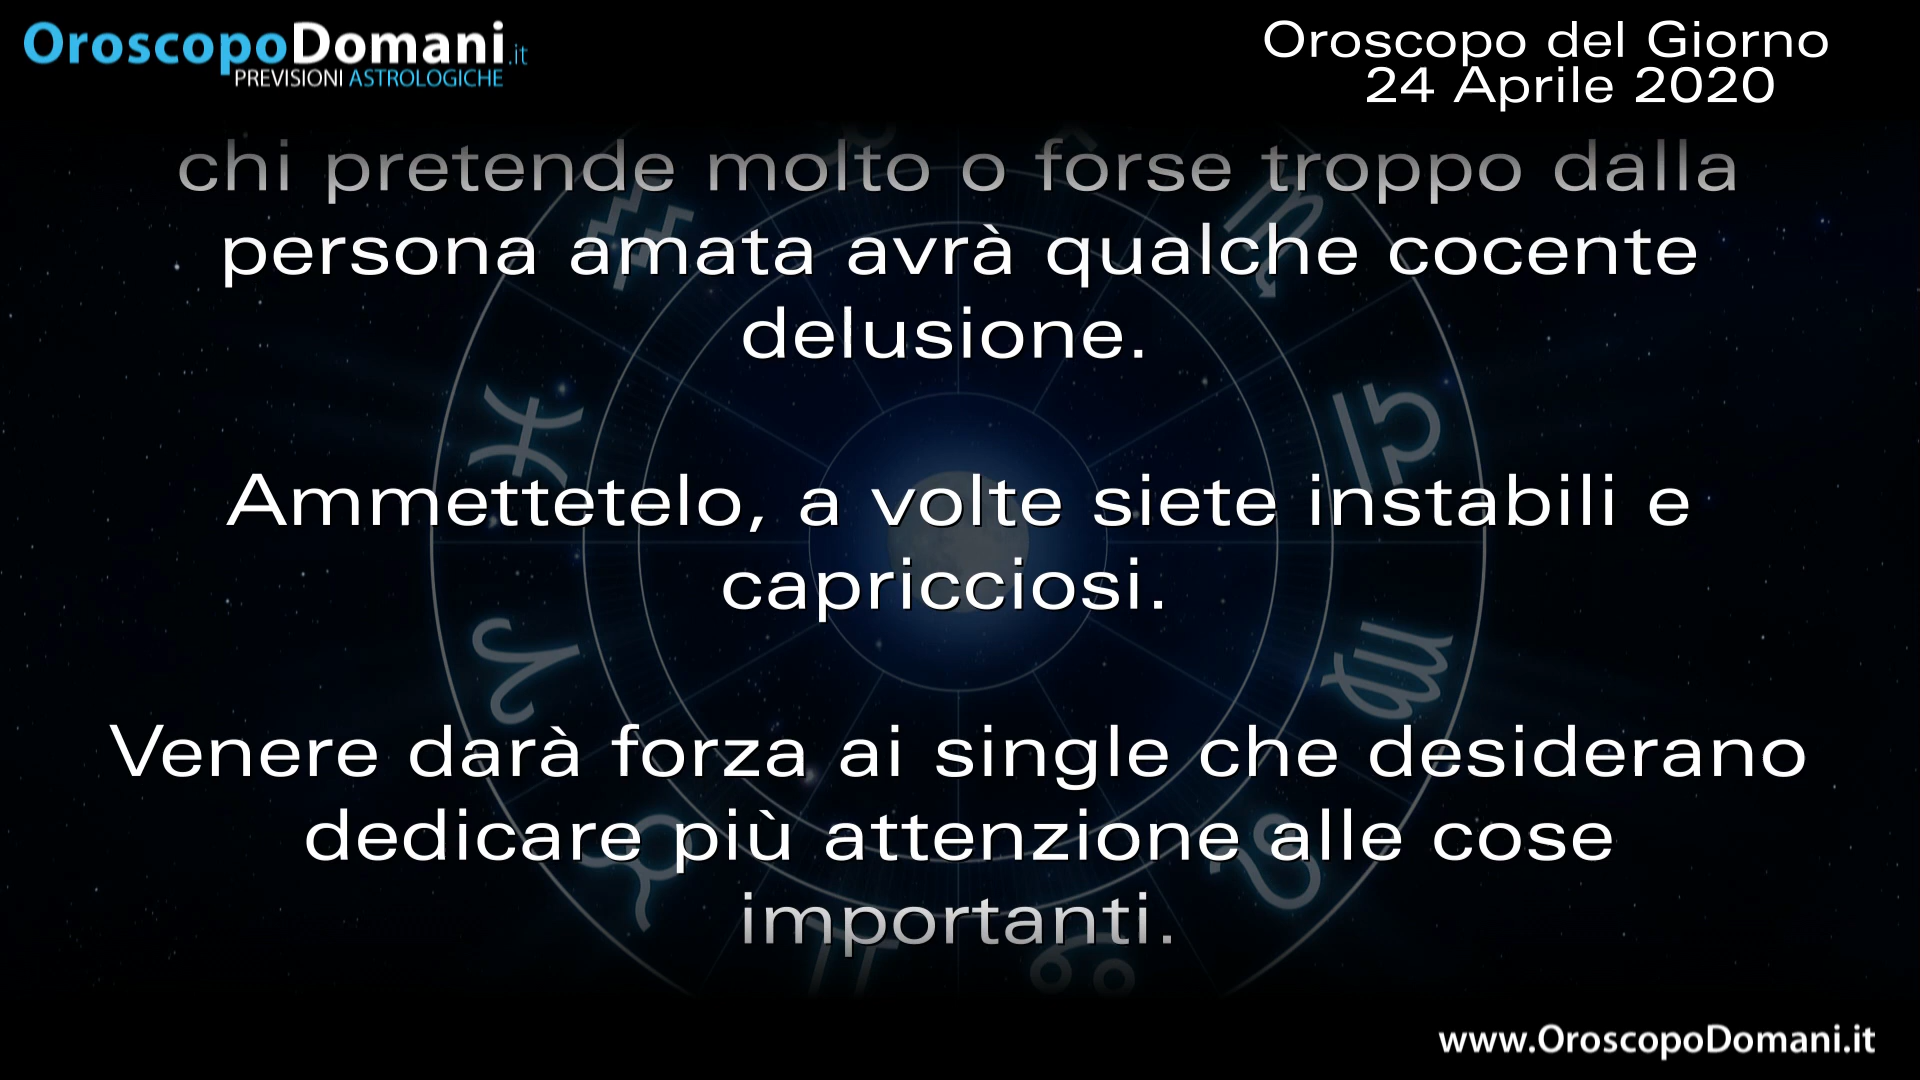 OroscopoDomani.it
PREVISIONI ASTROLOGICHE
Oroscopo del Giorno
24 Aprile 2020
chi pretende molto o forse troppo dalla
persona amata avrà qualche cocente
delusione.
Ammettetelo, a volte siete instabili e
capricciosi.
Venere darà forza ai single che desiderano
dedicare più attenzione alle cose
importanti.
www.OroscopoDomani.it